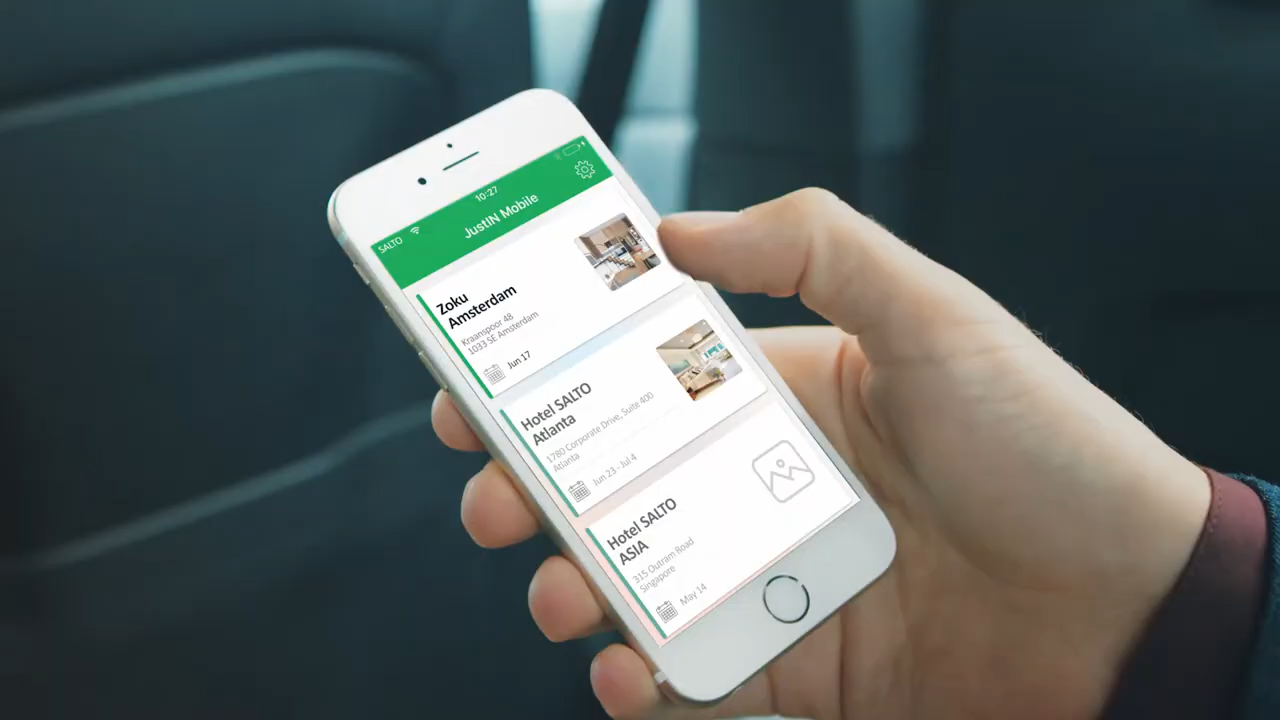 SALTO 10:27
JustIN Mobile
Zoku
Amsterdam
Kraanspoor 48
1033 SE Amsterdam
Jun 17
Hotel SALTO
Atlanta
1780 Corporate Drive, Suite 400
Atlanta
Jun 23 - Jul 4
Hotel SALTO
ASIA
315 Outram Road
Singapore
May 14